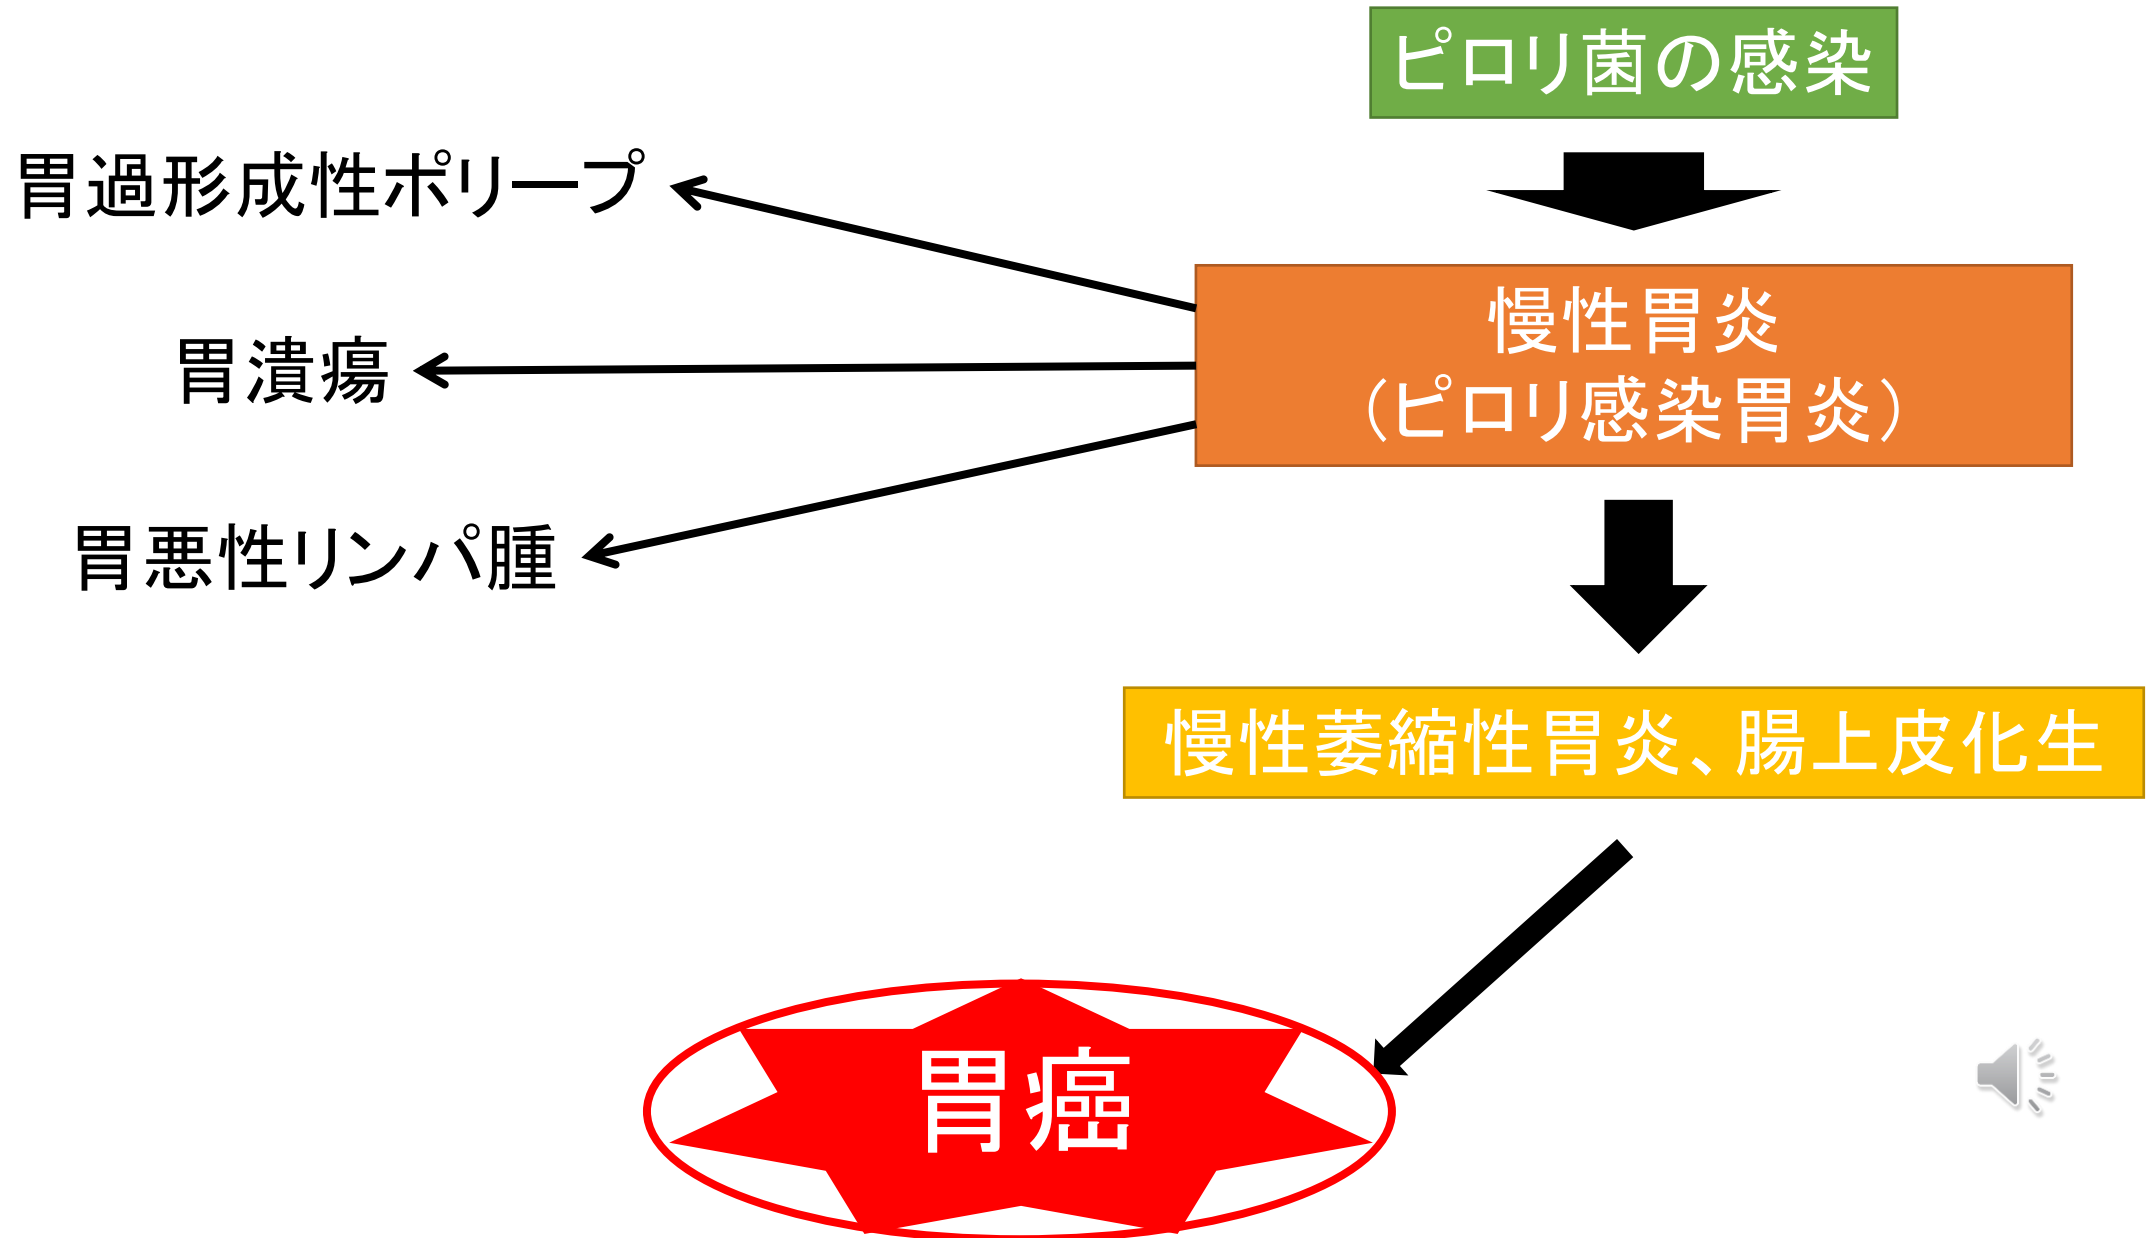 ピロリ菌の感染
胃過形成性ポリープ
慢性胃炎
（ピロリ感染胃炎）
胃潰瘍
胃悪性リンパ腫
慢性萎縮性胃炎、腸上皮化生
胃癌